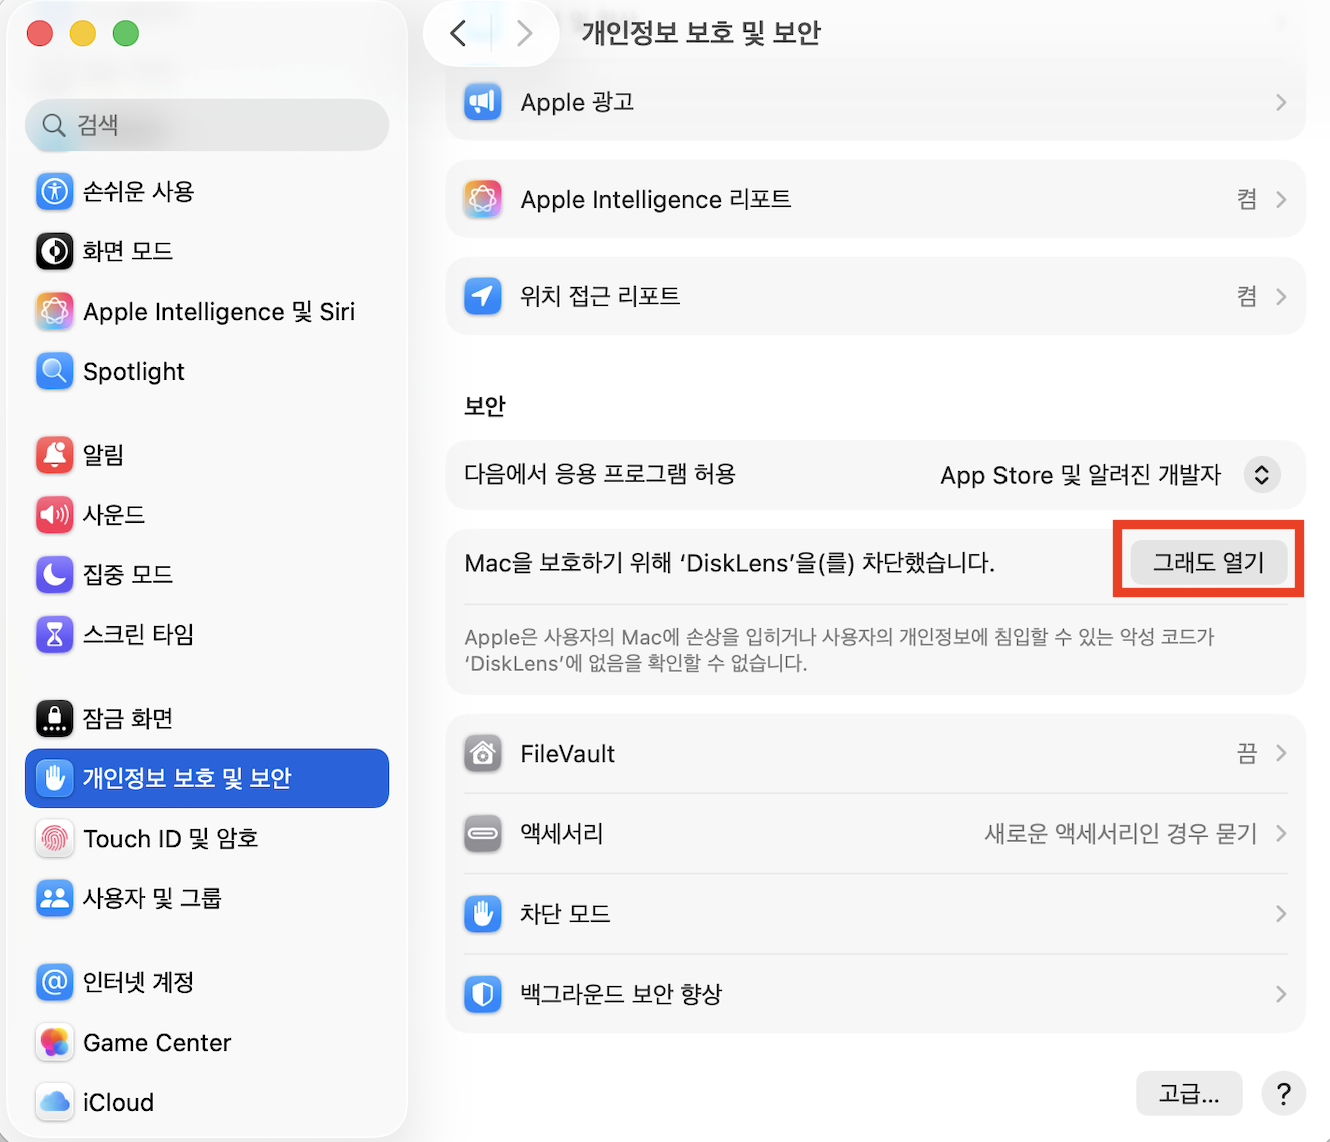 검색
손쉬운 사용
화면 모드
Apple Intelligence 및 Siri
Spotlight
알림
사운드
집중 모드
스크린 타임
잠금 화면
개인정보 보호 및 보안
Touch ID 및 암호
사용자 및 그룹
인터넷 계정
Game Center
iCloud
개인정보 보호 및 보안
Apple 광고
Apple Intelligence 리포트 켬
위치 접근 리포트 켬
보안
다음에서 응용 프로그램 허용 App Store 및 알려진 개발자
Mac을 보호하기 위해 ‘DiskLens’을(를) 차단했습니다. 그래도 열기
Apple은 사용자의 Mac에 손상을 입히거나 사용자의 개인정보에 침입할 수 있는 악성 코드가
‘DiskLens’에 없음을 확인할 수 없습니다.
FileVault 끔
액세서리 새로운 액세서리인 경우 묻기
차단 모드
백그라운드 보안 향상
고급...
?